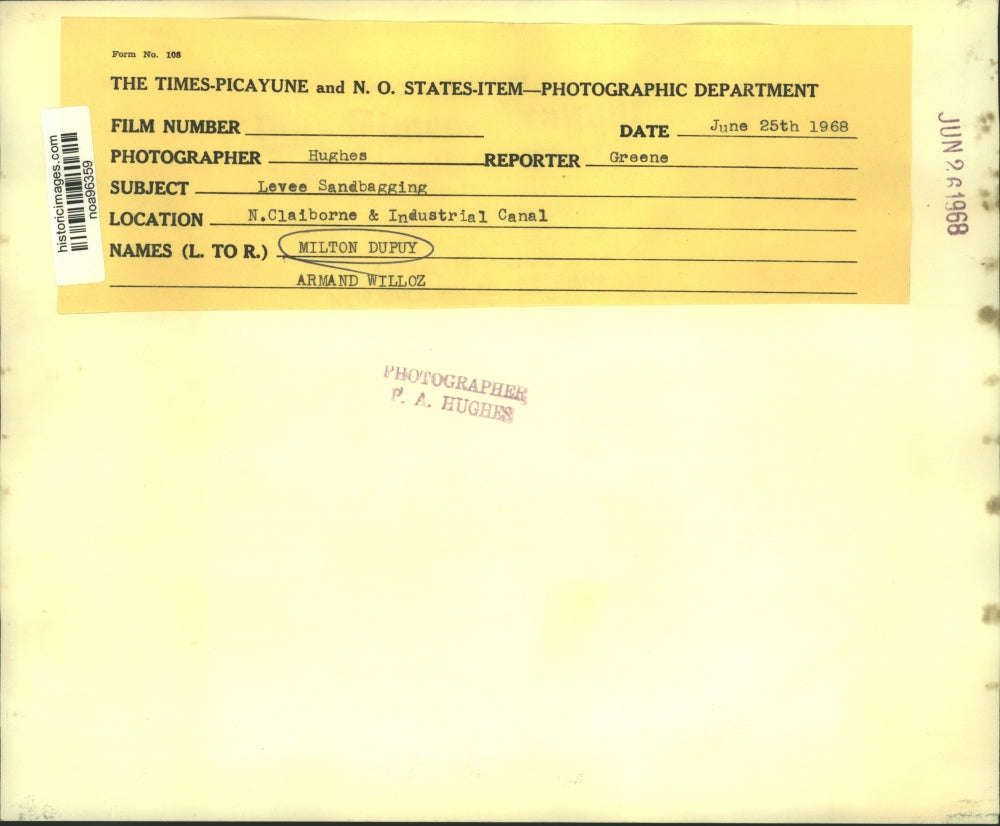 Form No. 108
THE TIMES-PICAYUNE and N. O. STATES-ITEM—PHOTOGRAPHIC DEPARTMENT
FILM NUMBER
DATE June 25th 1968
PHOTOGRAPHER Hughes REPORTER Greene
SUBJECT Levee Sandbagging
LOCATION N.Claiborne & Industrial Canal
NAMES (L. TO R.) MILTON DUPUY
ARMAND WILLOZ
historicimages.com
noa96359
JUN 26 1968
PHOTOGRAPHER
P. A. HUGHES